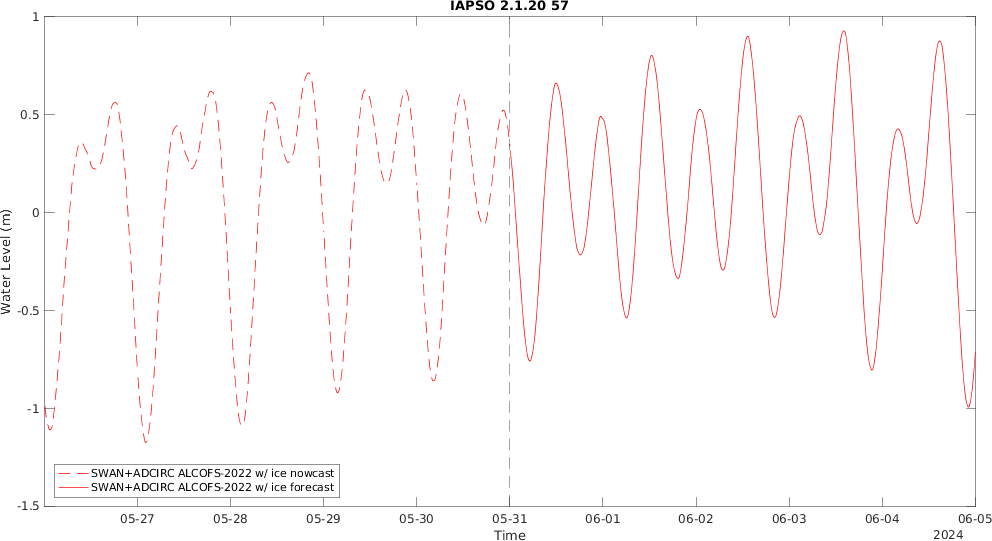 IAPSO 2.1.20 57
1
0.5
0
-0.5
-1
-1.5
Water Level (m)
SWAN+ADCIRC ALCOFS-2022 w/ ice nowcast
SWAN+ADCIRC ALCOFS-2022 w/ ice forecast
05-27 05-28 05-29 05-30 05-31 06-01 06-02 06-03 06-04 06-05
Time
2024